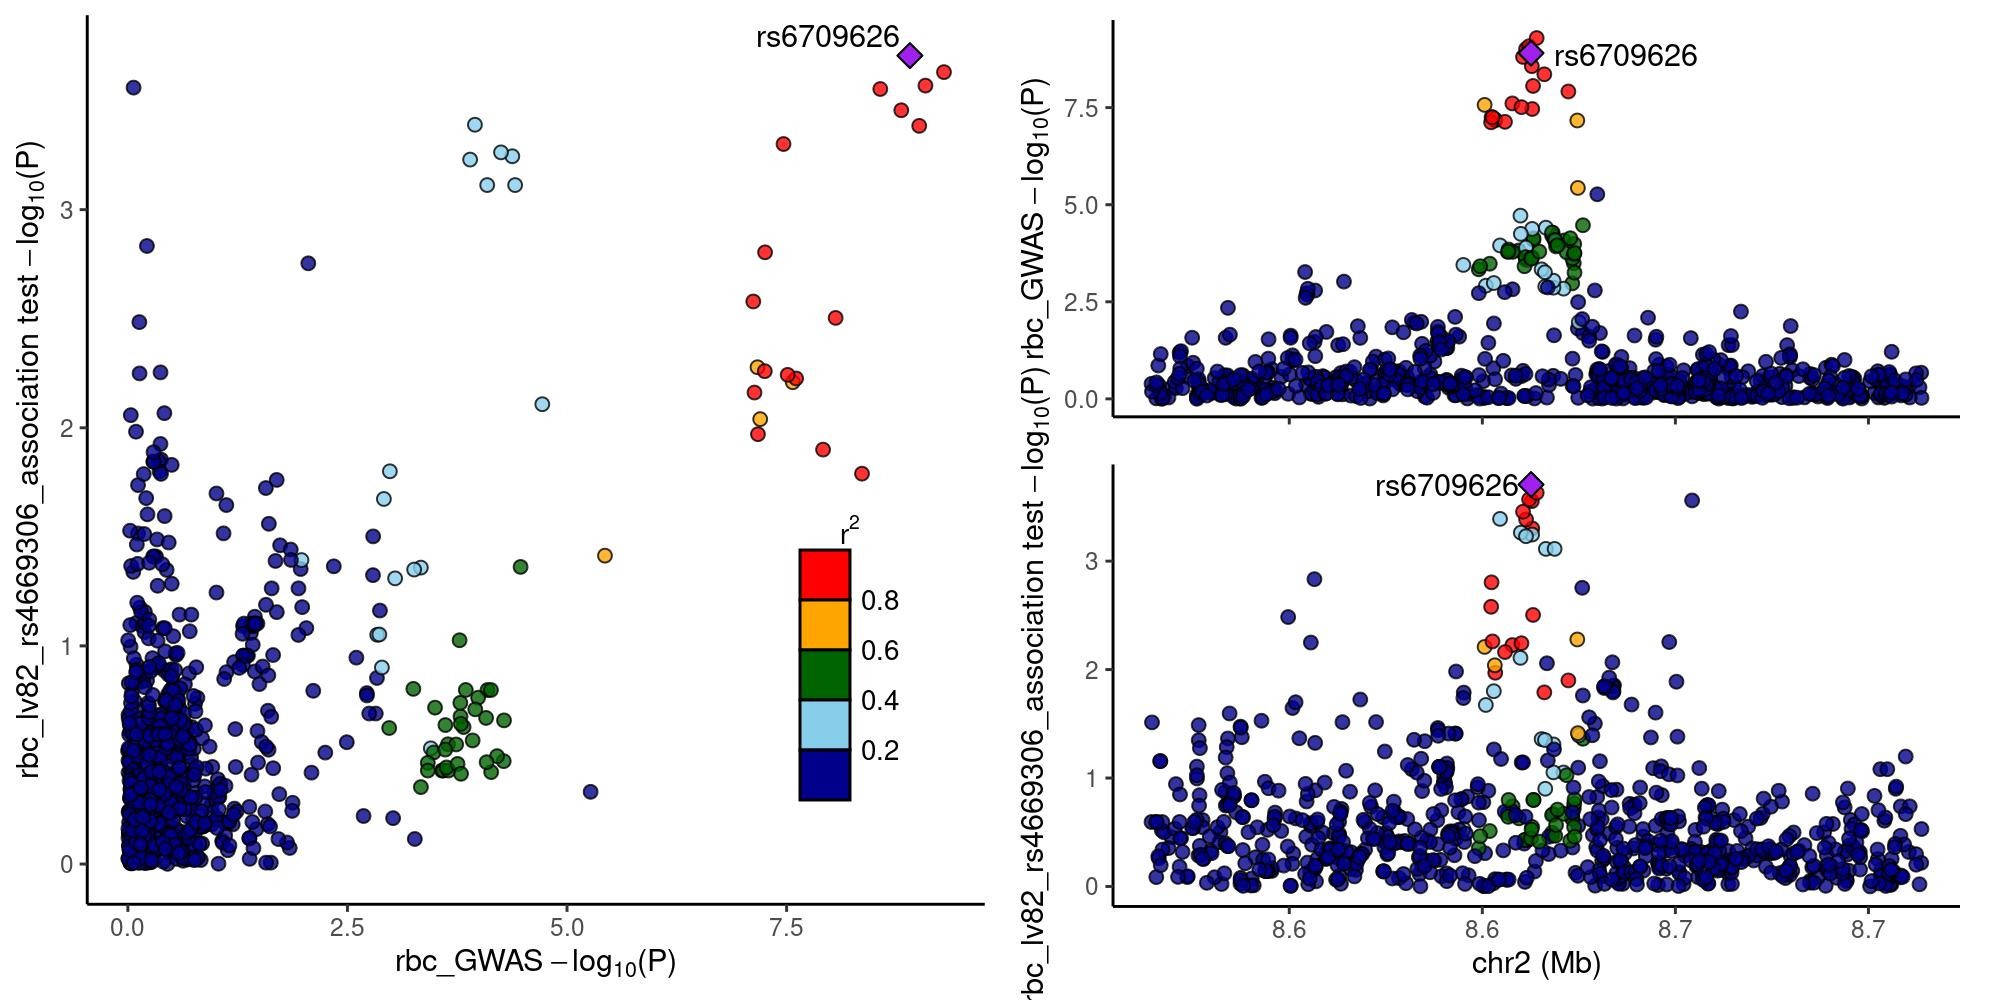 rs6709626
3
2
1
0
0.0
2.5
5.0
7.5
rbc_GWAS −log10(P)
rbc_lv82_rs4669306_association test −log10(P)
r2
0.8
0.6
0.4
0.2
rs6709626
7.5
5.0
2.5
0.0
rbc_GWAS −log10(P)
rs6709626
3
2
1
0
8.6
8.6
8.7
8.7
chr2 (Mb)
rbc_lv82_rs4669306_association test −log10(P)